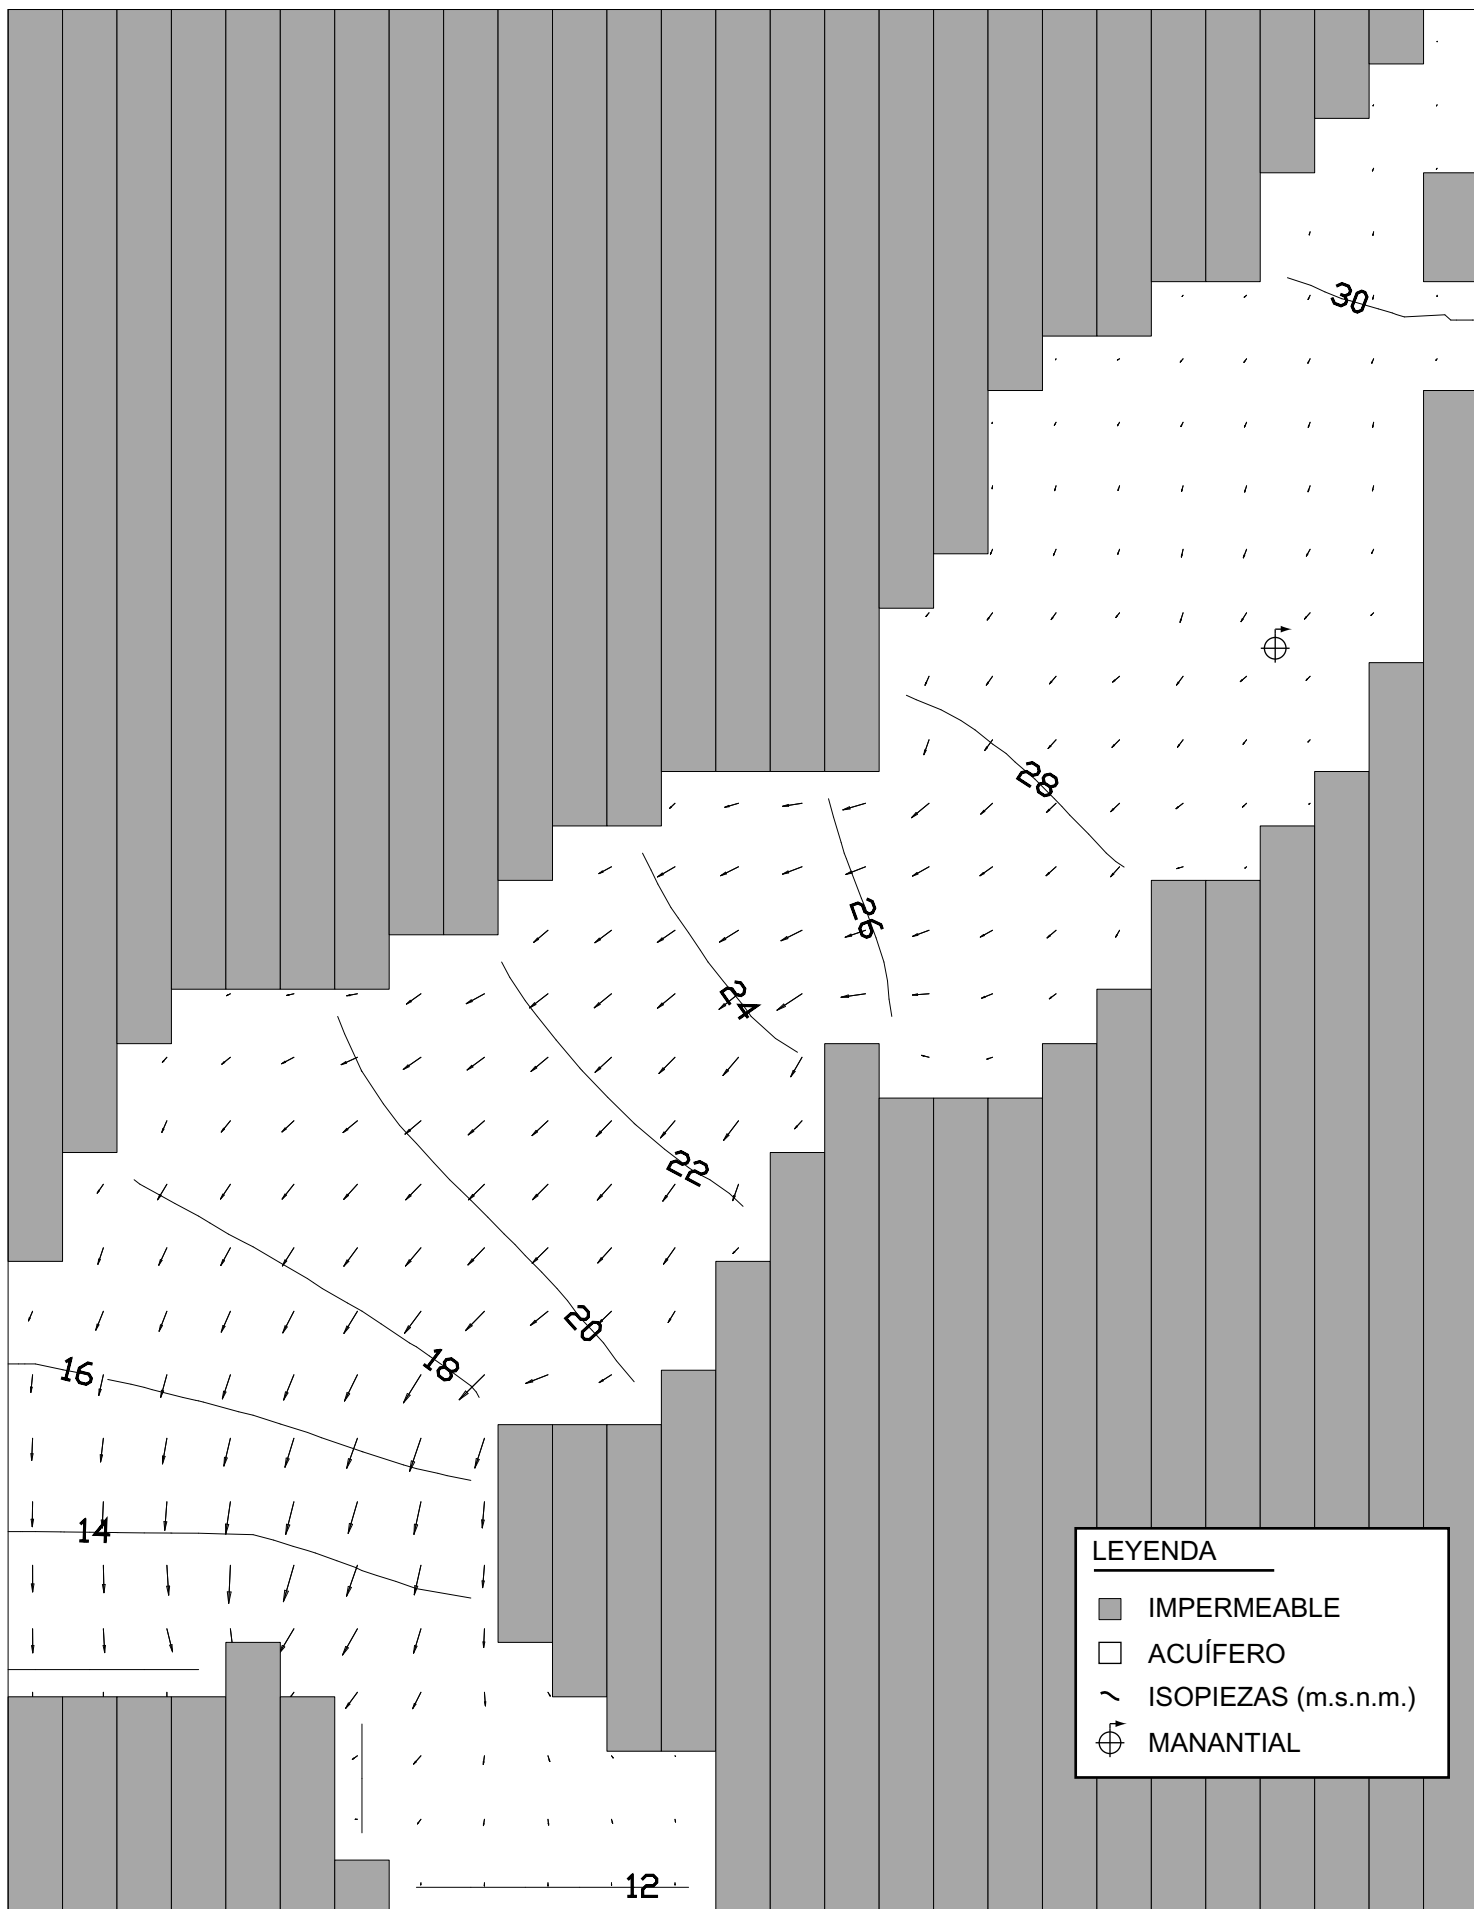 30
28
26
24
22
20
18
16
14
12
LEYENDA
IMPERMEABLE
ACUÍFERO
ISOPIEZAS (m.s.n.m.)
MANANTIAL